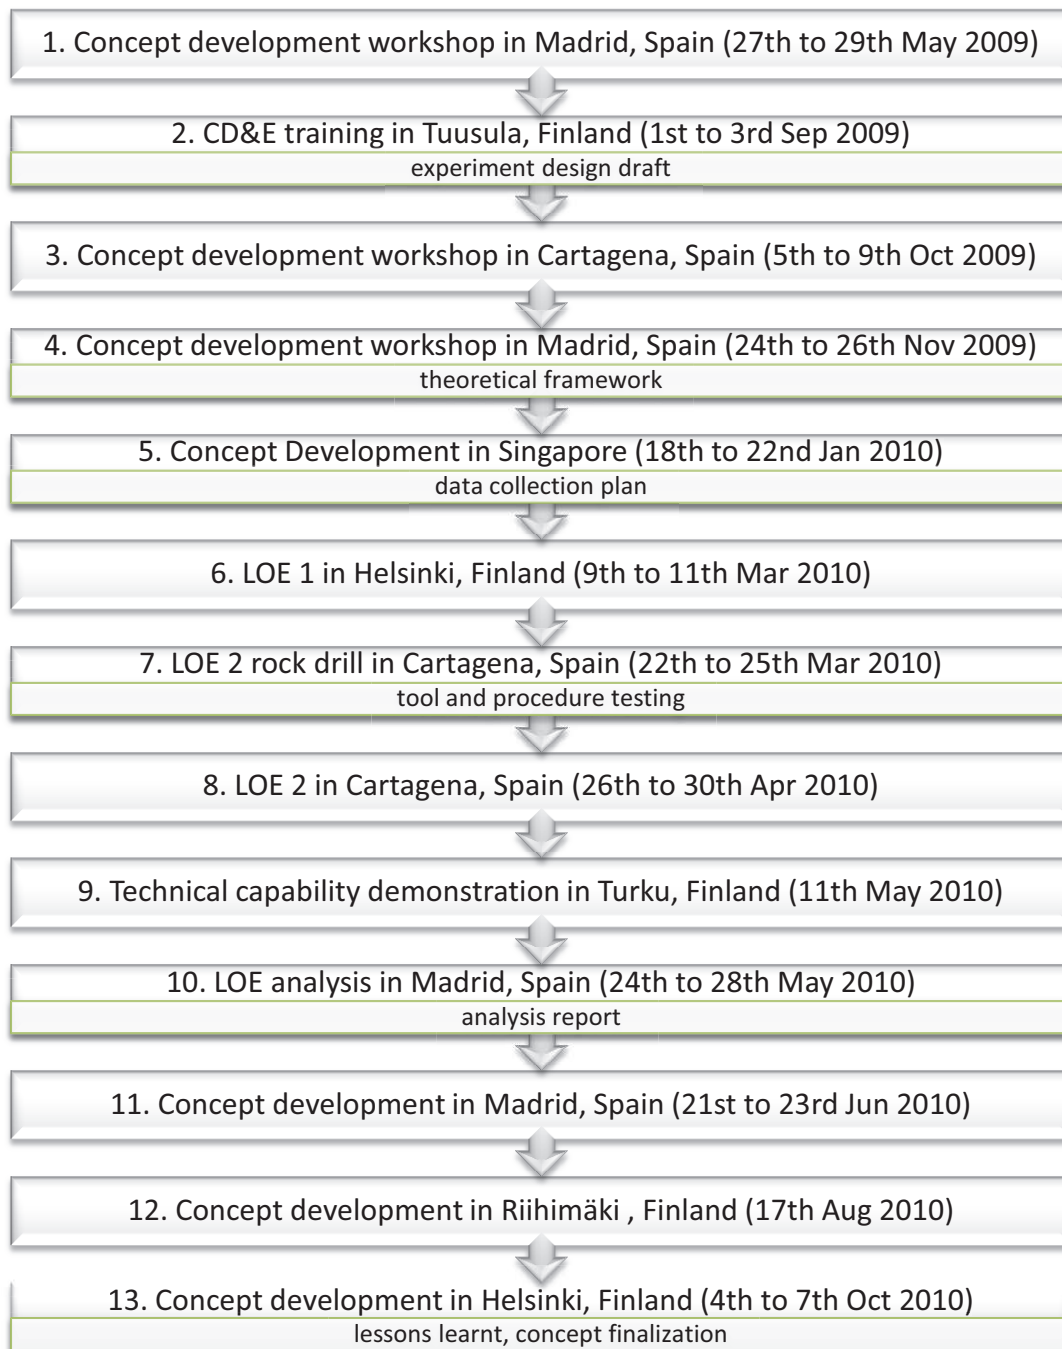 1. Concept development workshop in Madrid, Spain (27th to 29th May 2009)
2. CD&E training in Tuusula, Finland (1st to 3rd Sep 2009)
experiment design draft
3. Concept development workshop in Cartagena, Spain (5th to 9th Oct 2009)
4. Concept development workshop in Madrid, Spain (24th to 26th Nov 2009)
theoretical framework
5. Concept Development in Singapore (18th to 22nd Jan 2010)
data collection plan
6. LOE 1 in Helsinki, Finland (9th to 11th Mar 2010)
7. LOE 2 rock drill in Cartagena, Spain (22th to 25th Mar 2010)
tool and procedure testing
8. LOE 2 in Cartagena, Spain (26th to 30th Apr 2010)
9. Technical capability demonstration in Turku, Finland (11th May 2010)
10. LOE analysis in Madrid, Spain (24th to 28th May 2010)
analysis report
11. Concept development in Madrid, Spain (21st to 23rd Jun 2010)
12. Concept development in Riihimäki , Finland (17th Aug 2010)
13. Concept development in Helsinki, Finland (4th to 7th Oct 2010)
lessons learnt, concept finalization